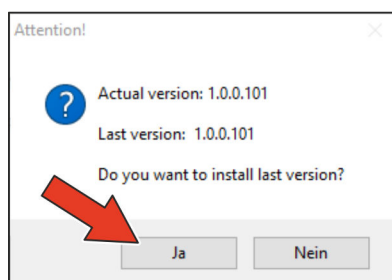 Attention!
Actual version: 1.0.0.101
Last version: 1.0.0.101
Do you want to install last version?
Ja Nein